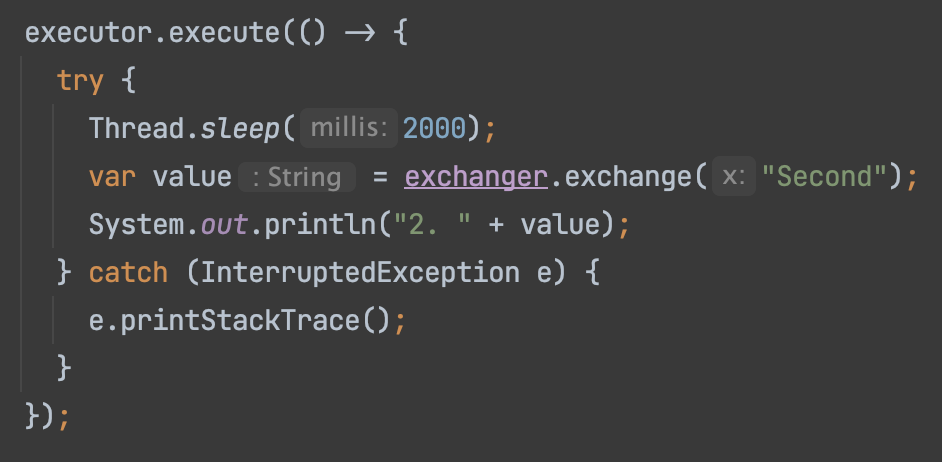 executor.execute(() -> {
try {
Thread.sleep( millis: 2000);
var value : String = exchanger.exchange( x: "Second");
System.out.println("2. " + value);
} catch (InterruptedException e) {
e.printStackTrace();
}
});